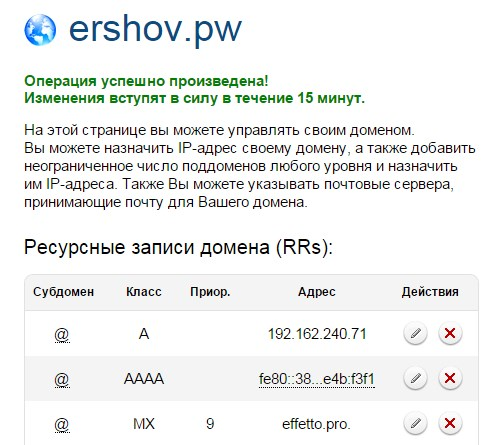 ershov.pw
Операция успешно произведена!
Изменения вступят в силу в течение 15 минут.
На этой странице вы можете управлять своим доменом.
Вы можете назначить IP-адрес своему домену, а также добавить
неограниченное число поддоменов любого уровня и назначить
им IP-адреса. Также Вы можете указывать почтовые сервера,
принимающие почту для Вашего домена.
Ресурсные записи домена (RRs):
Субдомен Класс Приор. Адрес Действия
@ A 192.162.240.71
@ AAAA fe80::38...e4b:f3f1
@ MX 9 effetto.pro.